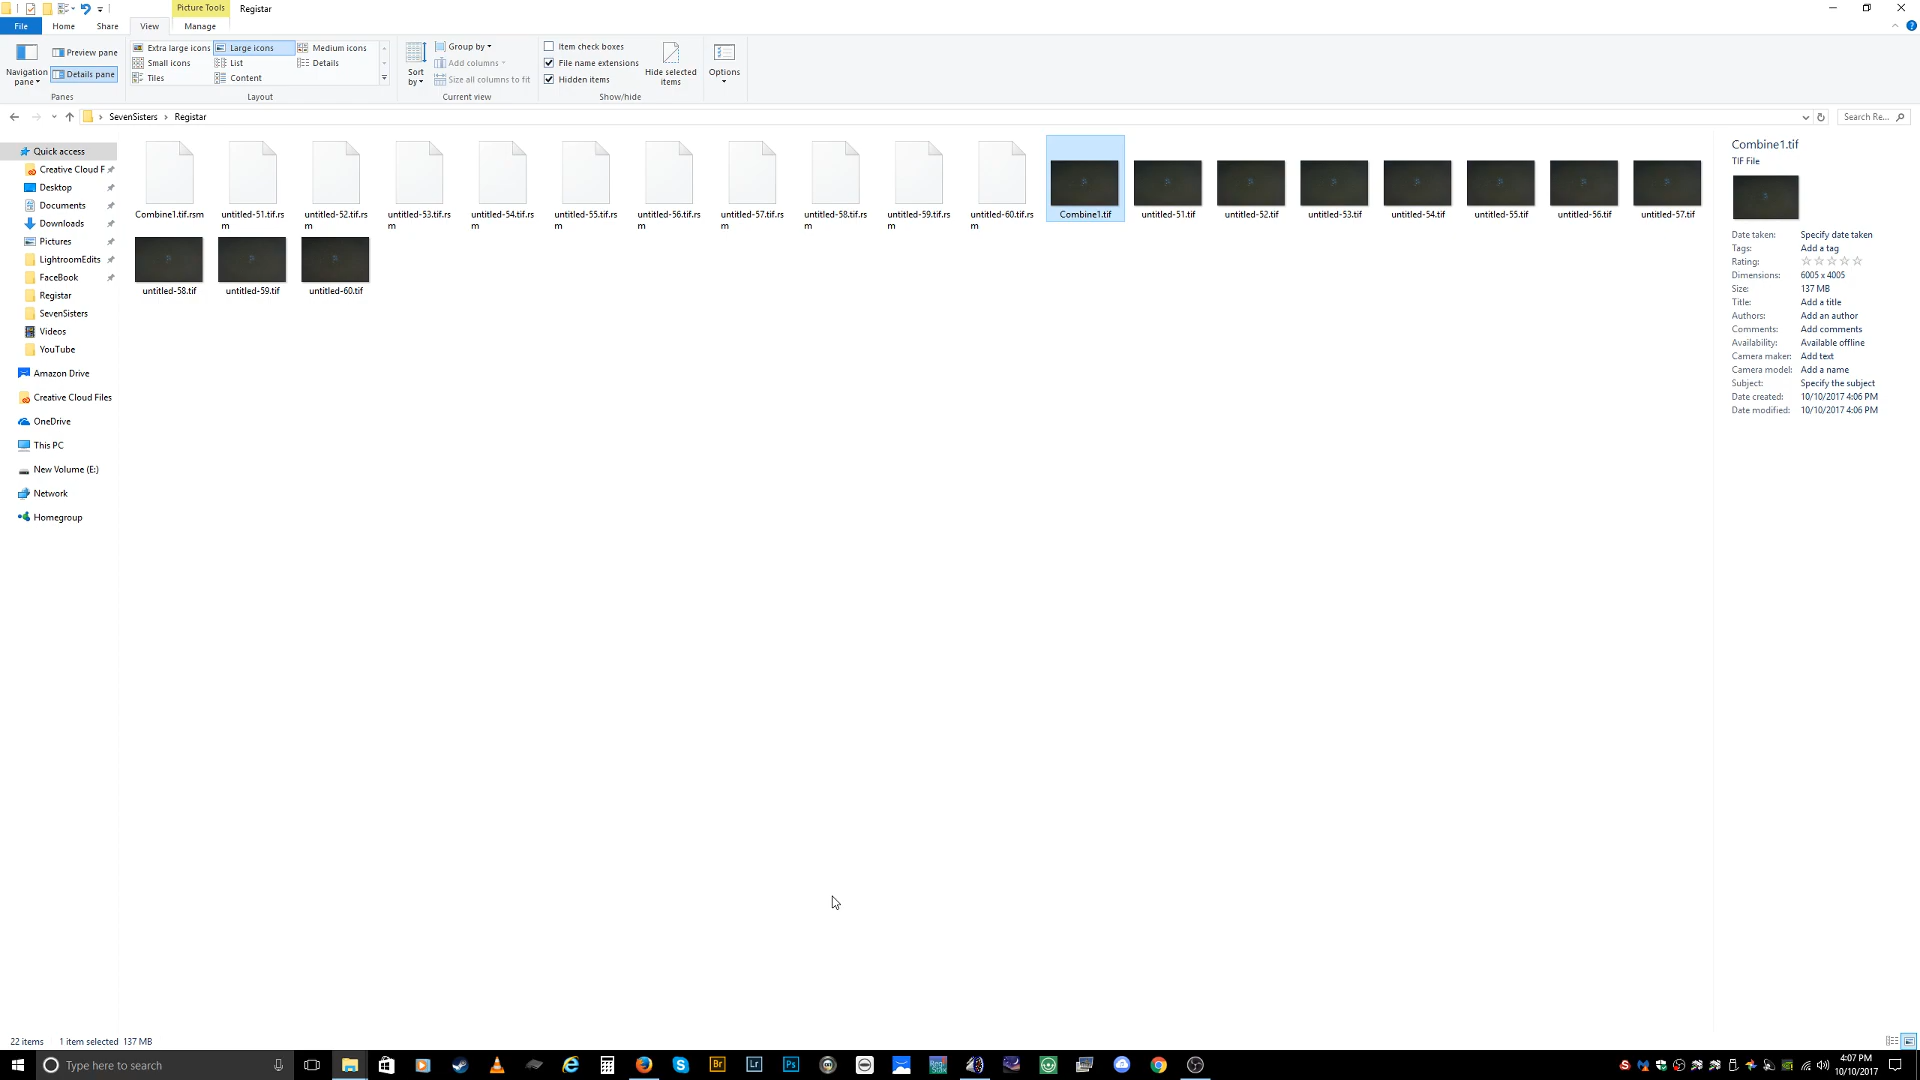 Picture Tools
Registar
File
Home
Share
View
Manage
Navigation pane
Preview pane
Details pane
Panes
Extra large icons
Large icons
Medium icons
Small icons
List
Details
Tiles
Content
Layout
Sort by
Group by
Add columns
Size all columns to fit
Current view
Item check boxes
File name extensions
Hidden items
Hide selected items
Show/hide
Options
SevenSisters
Registar
Search Re...
Quick access
Creative Cloud F
Desktop
Documents
Downloads
Pictures
LightroomEdits
FaceBook
Registar
SevenSisters
Videos
YouTube
Amazon Drive
Creative Cloud Files
OneDrive
This PC
New Volume (E:)
Network
Homegroup
Combine1.tif.rsm
untitled-51.tif.rsm
untitled-52.tif.rsm
untitled-53.tif.rsm
untitled-54.tif.rsm
untitled-55.tif.rsm
untitled-56.tif.rsm
untitled-57.tif.rsm
untitled-58.tif.rsm
untitled-59.tif.rsm
untitled-60.tif.rsm
Combine1.tif
untitled-51.tif
untitled-52.tif
untitled-53.tif
untitled-54.tif
untitled-55.tif
untitled-56.tif
untitled-57.tif
untitled-58.tif
untitled-59.tif
untitled-60.tif
Combine1.tif
TIF File
Date taken: Specify date taken
Tags: Add a tag
Rating:
Dimensions: 6005 x 4005
Size: 137 MB
Title: Add a title
Authors: Add an author
Comments: Add comments
Availability: Available offline
Camera maker: Add text
Camera model: Add a name
Subject: Specify the subject
Date created: 10/10/2017 4:06 PM
Date modified: 10/10/2017 4:06 PM
22 items 1 item selected 137 MB
Type here to search
Br
Lr
Ps
4:07 PM
10/10/2017